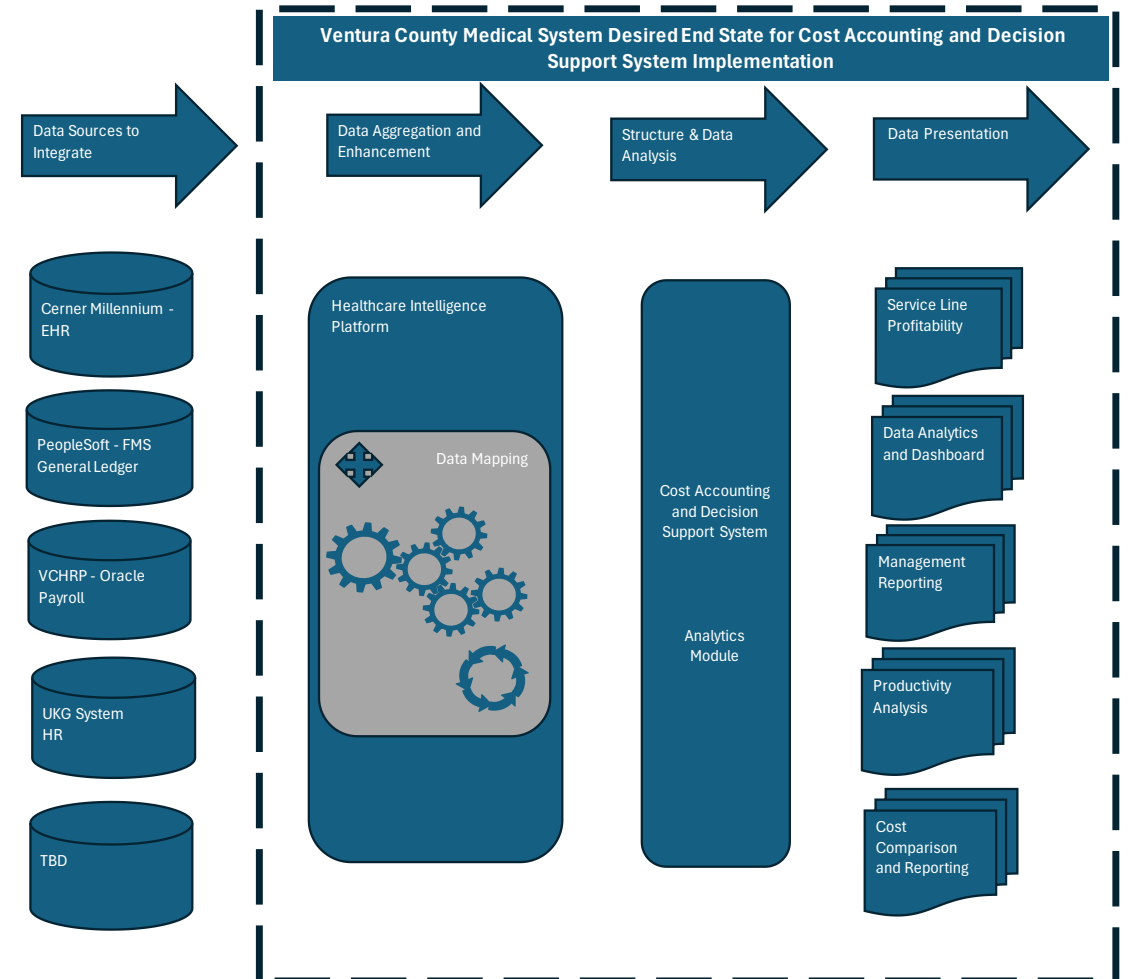 Ventura County Medical System Desired End State for Cost Accounting and Decision
Support System Implementation
Data Sources to
Integrate
Data Aggregation and
Enhancement
Structure & Data
Analysis
Data Presentation
Cerner Millennium -
EHR
PeopleSoft - FMS
General Ledger
VCHRP - Oracle
Payroll
UKG System
HR
TBD
Healthcare Intelligence
Platform
Data Mapping
Cost Accounting
and Decision
Support System
Analytics
Module
Service Line
Profitability
Data Analytics
and Dashboard
Management
Reporting
Productivity
Analysis
Cost
Comparison
and Reporting